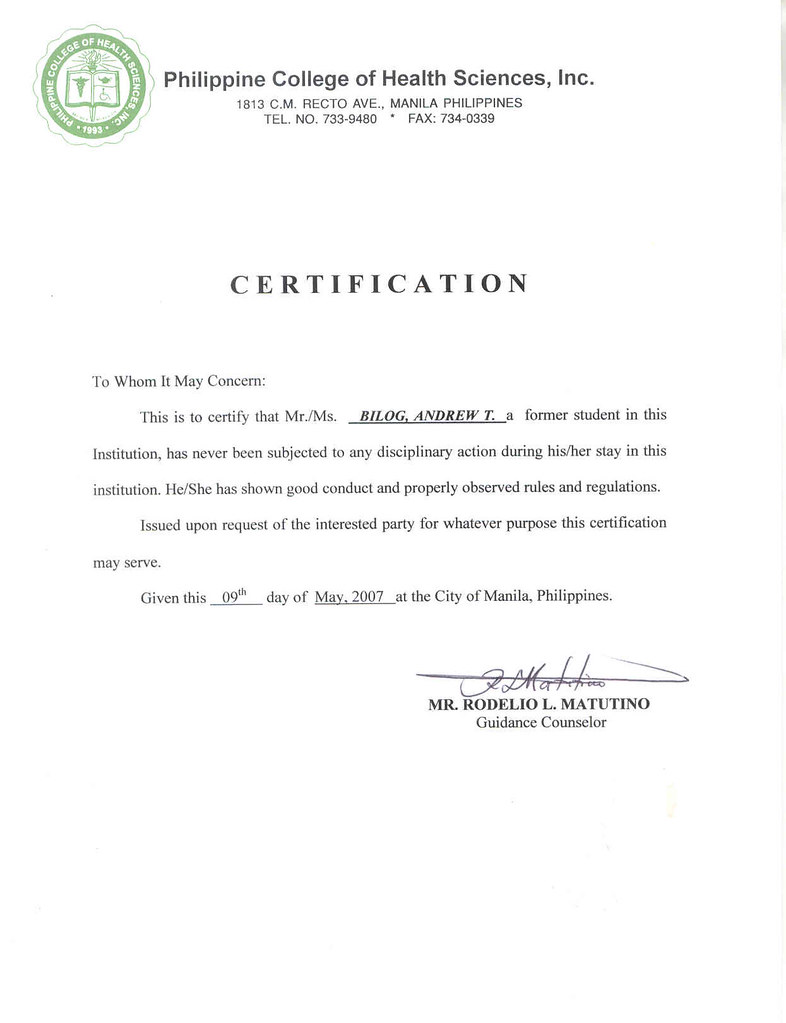 PHILIPPINE COLLEGE OF HEALTH SCIENCES, INC.
• 1993 •
Philippine College of Health Sciences, Inc.
1813 C.M. RECTO AVE., MANILA PHILIPPINES
TEL. NO. 733-9480 * FAX: 734-0339
CERTIFICATION
To Whom It May Concern:
This is to certify that Mr./Ms. BILOG, ANDREW T. a former student in this
Institution, has never been subjected to any disciplinary action during his/her stay in this
institution. He/She has shown good conduct and properly observed rules and regulations.
Issued upon request of the interested party for whatever purpose this certification
may serve.
Given this 09th day of May, 2007 at the City of Manila, Philippines.
RLMatutino
MR. RODELIO L. MATUTINO
Guidance Counselor